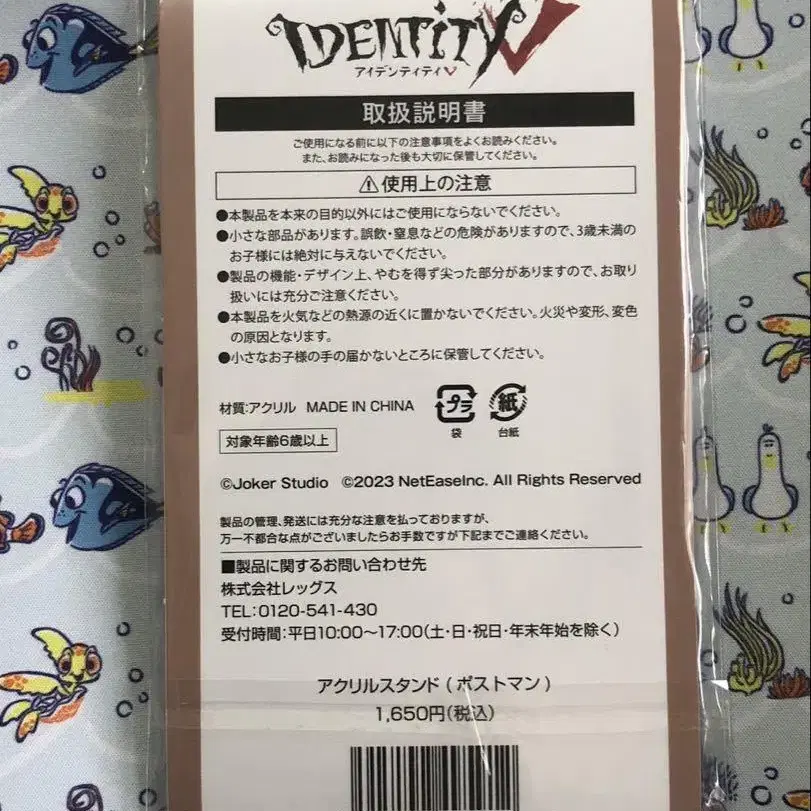 IDENTITY V
アイデンティティV
取扱説明書
ご使用になる前に以下の注意事項をよくお読みください。
また、お読みになった後も大切に保管してください。
⚠使用上の注意
●本製品を本来の目的以外にはご使用にならないでください。
●小さな部品があります。誤飲・窒息などの危険がありますので、3歳未満の
お子様には絶対に与えないでください。
●製品の機能・デザイン上、やむを得ず尖った部分がありますので、お取り
扱いには充分ご注意ください。
●本製品を火気などの熱源の近くに置かないでください。火災や変形、変色
の原因となります。
●小さなお子様の手の届かないところに保管してください。
材質:アクリル MADE IN CHINA
プラ 紙
袋 台紙
対象年齢6歳以上
©Joker Studio ©2023 NetEaseInc. All Rights Reserved
製品の管理、発送には充分な注意を払っておりますが、
万一不都合な点がございましたらお手数ですが下記までご連絡ください。
■製品に関するお問い合わせ先
株式会社レッグス
TEL:0120-541-430
受付時間:平日10:00〜17:00(土・日・祝日・年末年始を除く)
アクリルスタンド(ポストマン)
1,650円(税込)